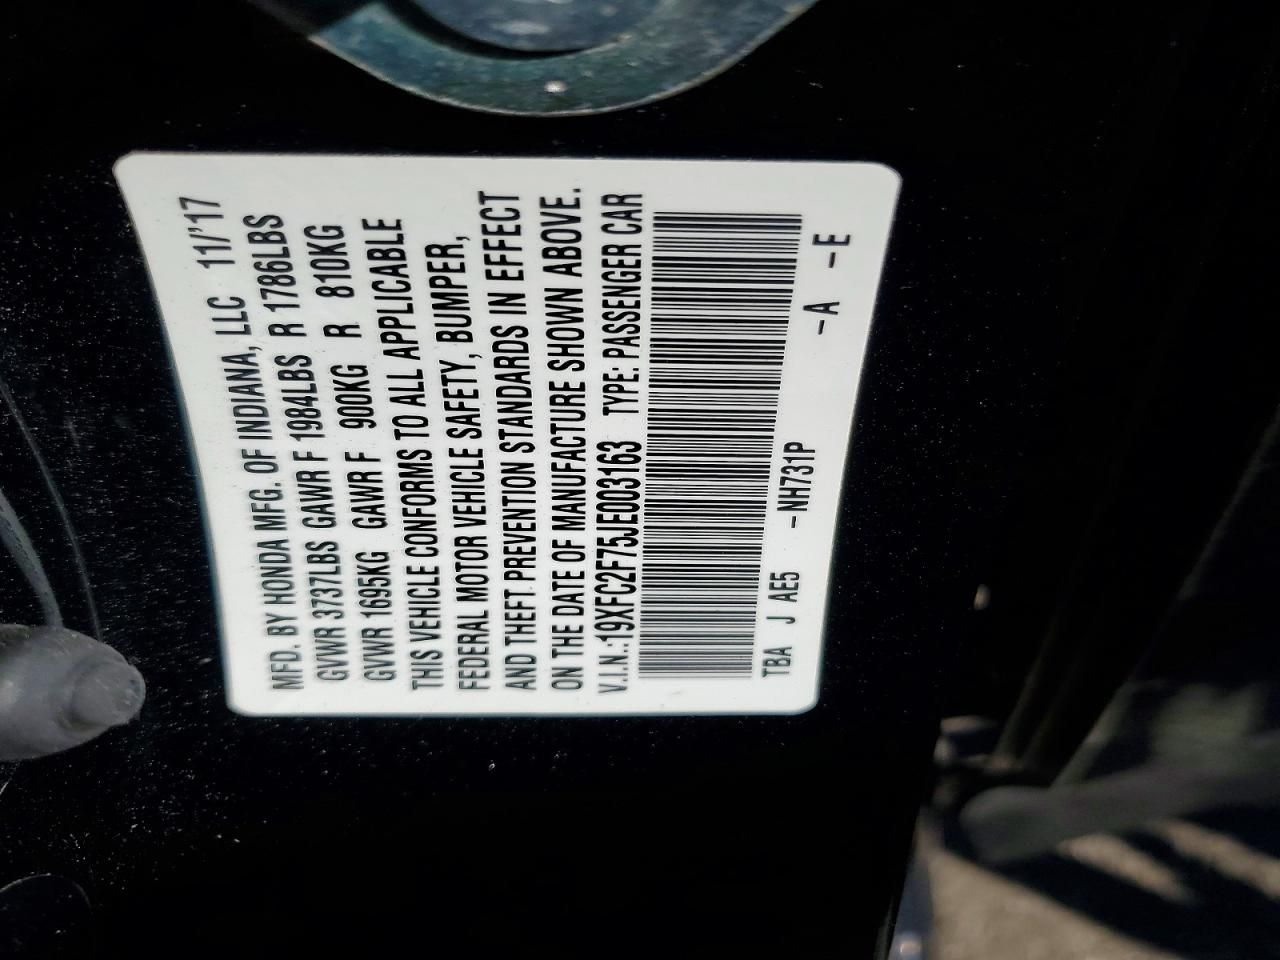 MFD. BY HONDA MFG. OF INDIANA, LLC 11/'17
GVWR 3737LBS GAWR F 1984LBS R 1786LBS
GVWR 1695KG GAWR F 900KG R 810KG
THIS VEHICLE CONFORMS TO ALL APPLICABLE
FEDERAL MOTOR VEHICLE SAFETY, BUMPER,
AND THEFT PREVENTION STANDARDS IN EFFECT
ON THE DATE OF MANUFACTURE SHOWN ABOVE.
V.I.N.:19XFC2F75JE003163 TYPE: PASSENGER CAR
TBA J AE5 -NH731P -A -E